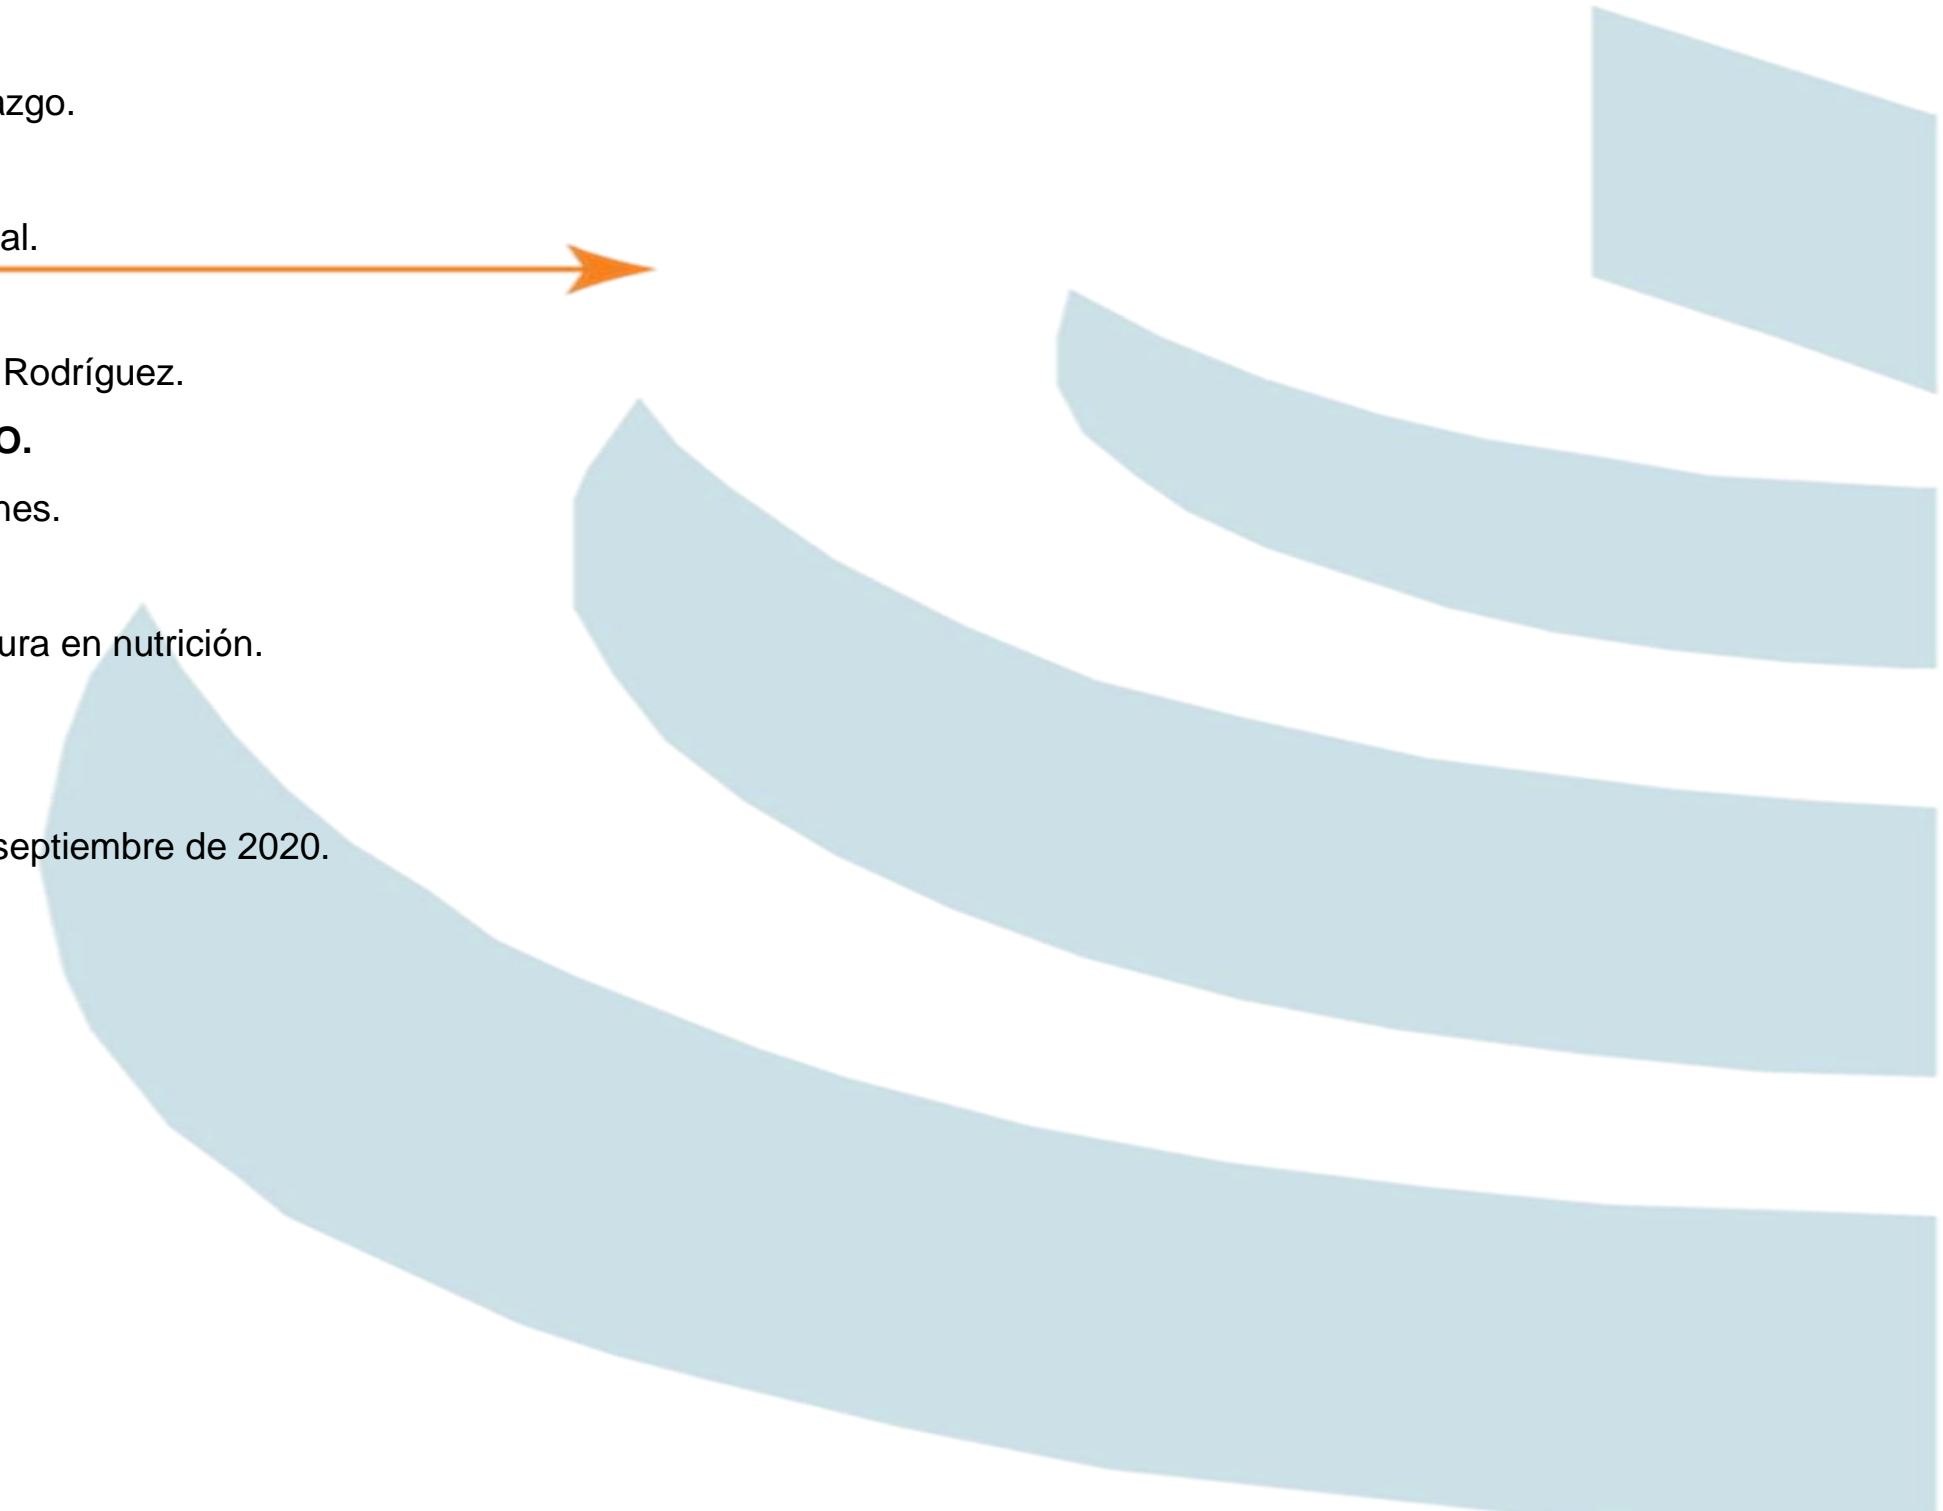 azgo.
al.
Rodríguez.
O.
nes.
ura en nutrición.
septiembre de 2020.